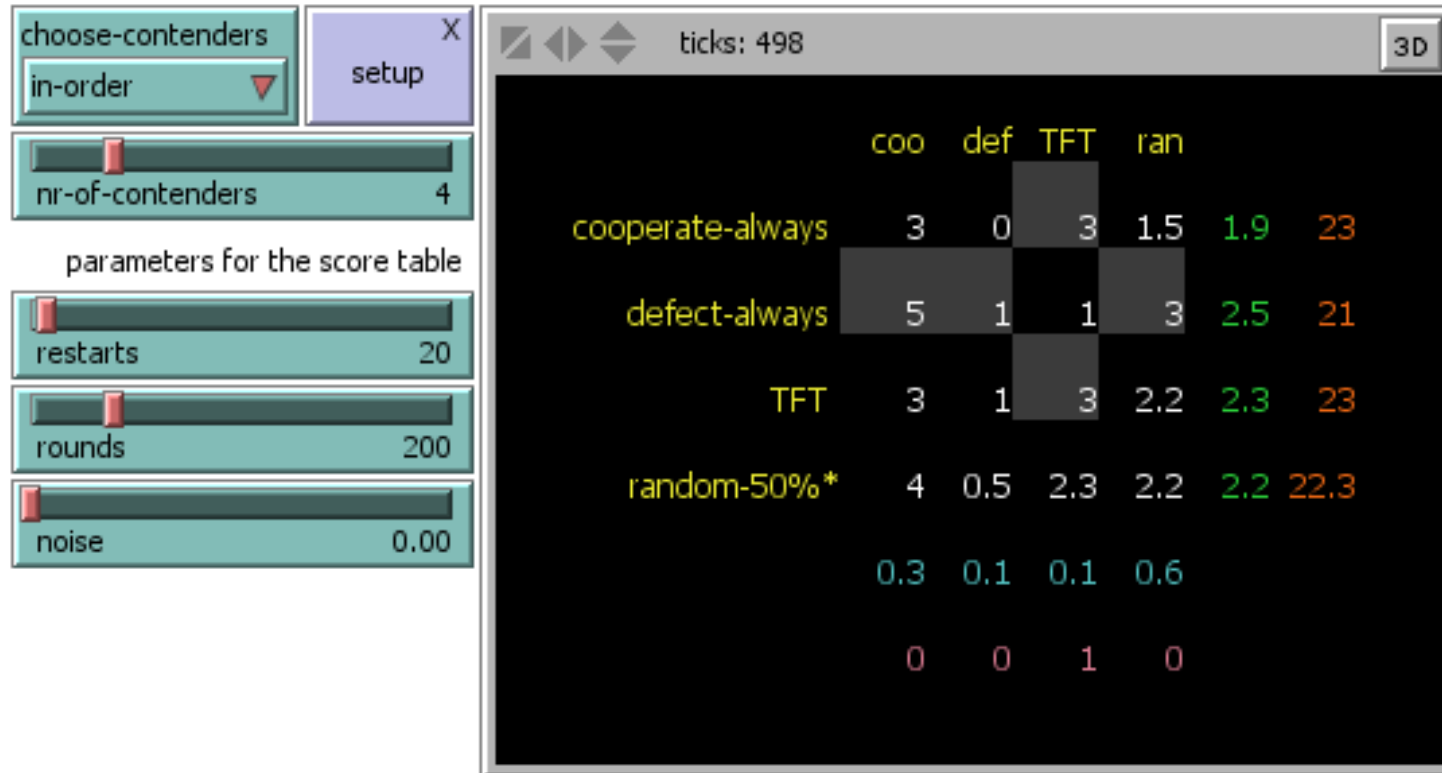 choose-contenders
in-order
X
setup
nr-of-contenders 4
parameters for the score table
restarts 20
rounds 200
noise 0.00
ticks: 498
3D
coo def TFT ran
cooperate-always 3 0 3 1.5 1.9 23
defect-always 5 1 1 3 2.5 21
TFT 3 1 3 2.2 2.3 23
random-50%* 4 0.5 2.3 2.2 2.2 22.3
0.3 0.1 0.1 0.6
0 0 1 0